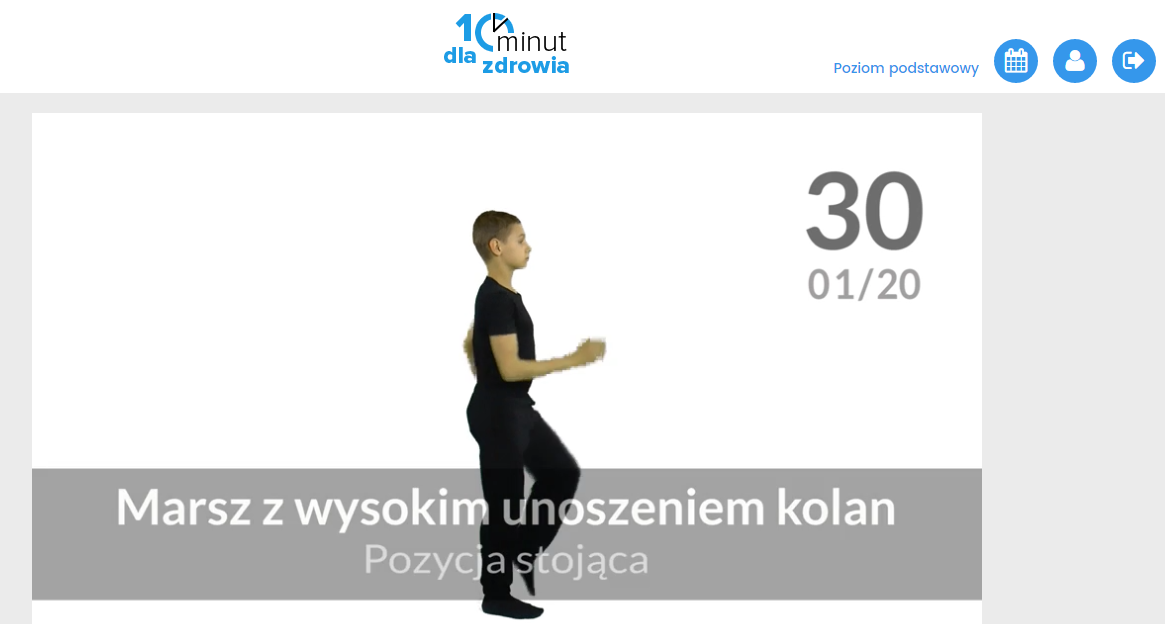 10 minut
dla zdrowia
Poziom podstawowy
30
01/20
Marsz z wysokim unoszeniem kolan
Pozycja stojąca